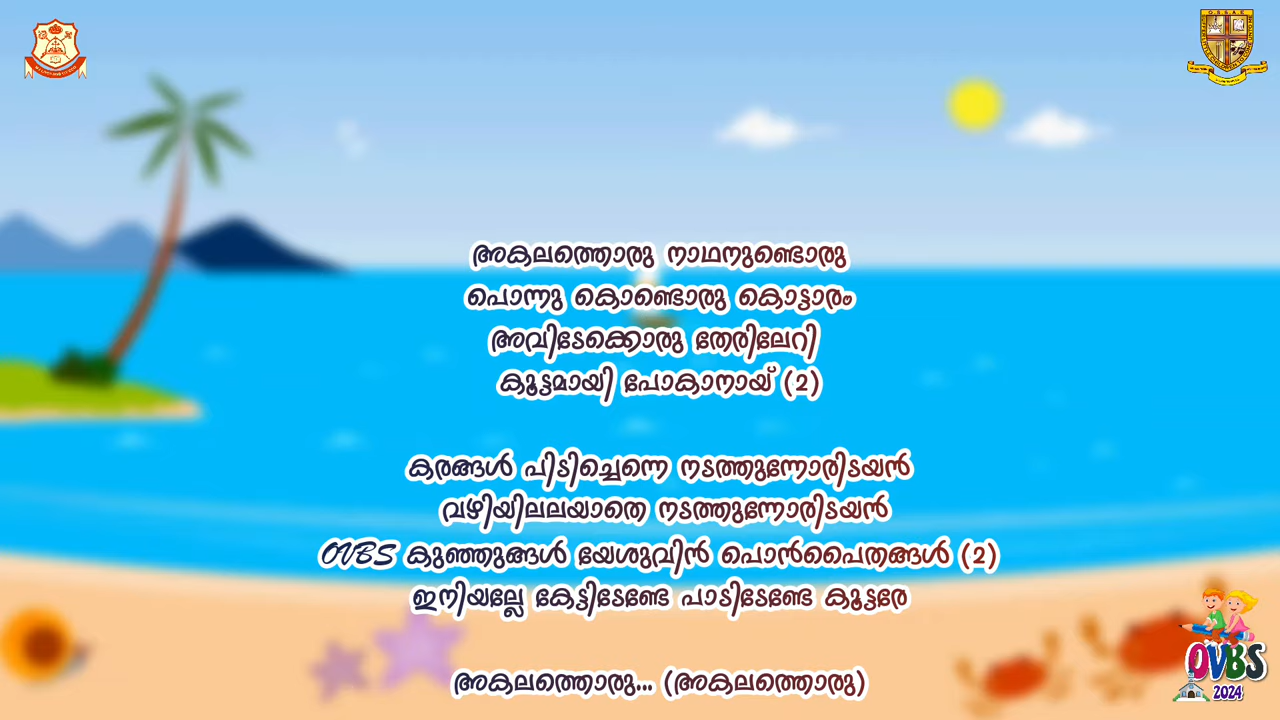 അകലത്തൊരു നാഥനുണ്ടൊരു
പൊന്നു കൊണ്ടൊരു കൊട്ടാരം
അവിടേക്കൊരു തേരിലേറി
കൂട്ടമായി പോകാനായ് (2)
കരങ്ങൾ പിടിച്ചെന്നെ നടത്തുന്നോരിടയൻ
വഴിയിലലയാതെ നടത്തുന്നോരിടയൻ
OVBS കുഞ്ഞുങ്ങൾ യേശുവിൻ പൊൻപൈതങ്ങൾ (2)
ഇനിയല്ലേ കേട്ടിടേണ്ടേ പാടിടേണ്ടേ കൂട്ടരേ
അകലത്തൊരു... (അകലത്തൊരു)
OVBS
2024